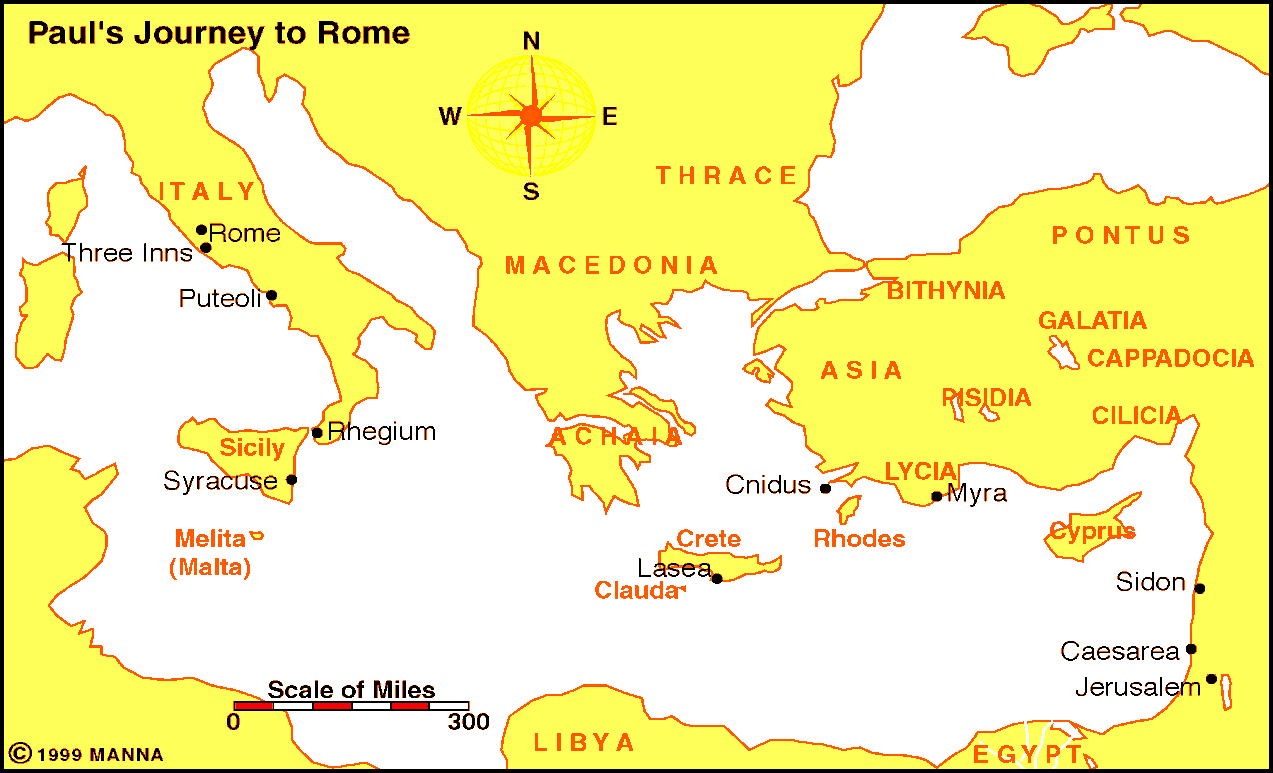 Paul's Journey to Rome
N
W
E
S
THRACE
ITALY
PONTUS
Rome
Three Inns
MACEDONIA
BITHYNIA
Puteoli
GALATIA
CAPPADOCIA
ASIA
PISIDIA
CILICIA
Rhegium
ACHAIA
Sicily
LYCIA
Syracuse
Cnidus
Myra
Melita
(Malta)
Crete
Rhodes
Cyprus
Lasea
Clauda
Sidon
Caesarea
Jerusalem
Scale of Miles
0
300
LIBYA
EGYPT
© 1999 MANNA